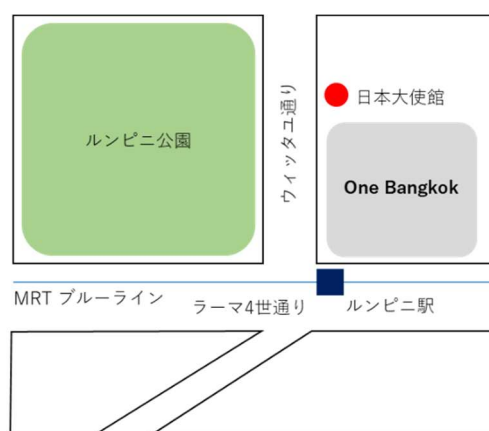 ルンピニ公園
ウィッタユ通り
日本大使館
One Bangkok
MRT ブルーライン
ラーマ4世通り
ルンピニ駅